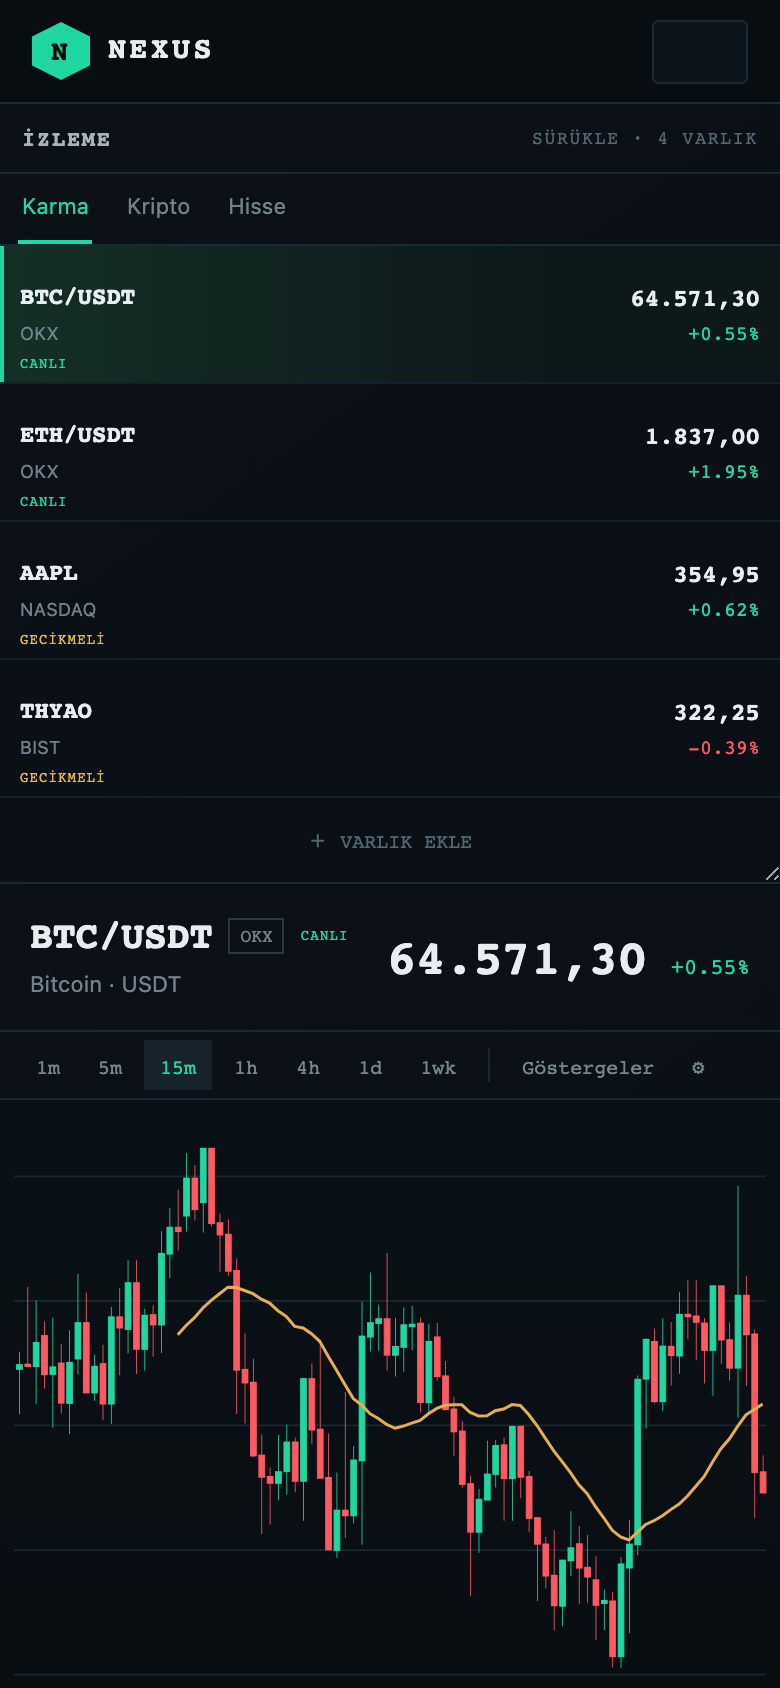 N NEXUS
İZLEME SÜRÜKLE · 4 VARLIK
Karma Kripto Hisse
BTC/USDT 64.571,30
OKX +0.55%
CANLI
ETH/USDT 1.837,00
OKX +1.95%
CANLI
AAPL 354,95
NASDAQ +0.62%
GECİKMELİ
THYAO 322,25
BIST -0.39%
GECİKMELİ
+ VARLIK EKLE
BTC/USDT OKX CANLI 64.571,30 +0.55%
Bitcoin · USDT
1m 5m 15m 1h 4h 1d 1wk Göstergeler ⚙